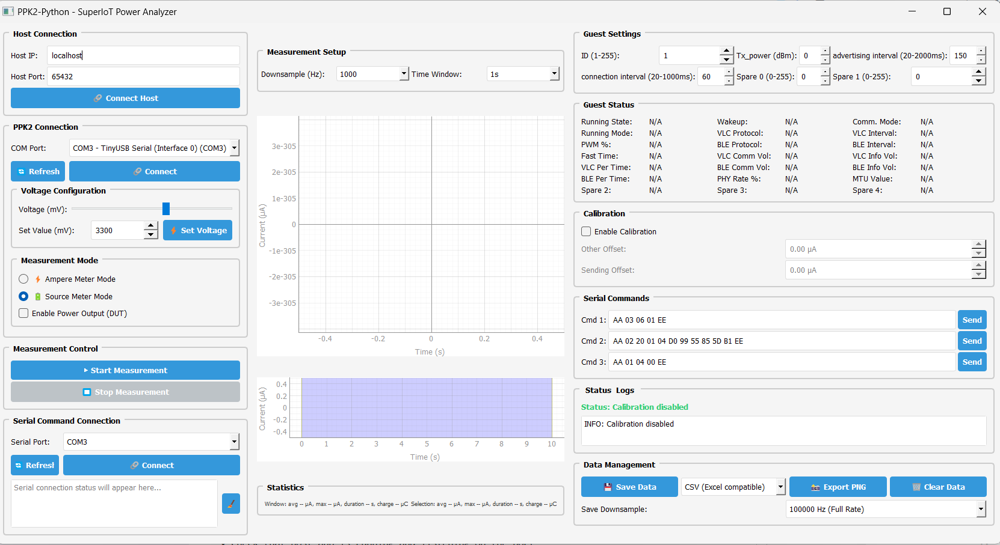 PPK2-Python - SuperIoT Power Analyzer
Host Connection
Host IP: localhost
Host Port: 65432
Connect Host
PPK2 Connection
COM Port: COM3 - TinyUSB Serial (Interface 0) (COM3)
Refresh Connect
Voltage Configuration
Voltage (mV):
Set Value (mV): 3300 Set Voltage
Measurement Mode
Ampere Meter Mode
Source Meter Mode
Enable Power Output (DUT)
Measurement Control
Start Measurement
Stop Measurement
Serial Command Connection
Serial Port: COM3
Refresl Connect
Serial connection status will appear here...
Measurement Setup
Downsample (Hz): 1000 Time Window: 1s
Current (µA)
3e-305
2e-305
1e-305
0
-1e-305
-2e-305
-3e-305
-0.4 -0.2 0 0.2 0.4
Time (s)
Current (µA)
0.4
0.2
0
-0.2
-0.4
0 1 2 3 4 5 6 7 8 9 10
Time (s)
Statistics
Window: avg -- µA, max -- µA, duration -- s, charge -- µC Selection: avg -- µA, max -- µA, duration -- s, charge -- µC
Guest Settings
ID (1-255): 1 Tx_power (dBm): 0 advertising interval (20-2000ms): 150
connection interval (20-1000ms): 60 Spare 0 (0-255): 0 Spare 1 (0-255): 0
Guest Status
Running State: N/A Wakeup: N/A Comm. Mode: N/A
Running Mode: N/A VLC Protocol: N/A VLC Interval: N/A
PWM %: N/A BLE Protocol: N/A BLE Interval: N/A
Fast Time: N/A VLC Comm Vol: N/A VLC Info Vol: N/A
VLC Per Time: N/A BLE Comm Vol: N/A BLE Info Vol: N/A
BLE Per Time: N/A PHY Rate %: N/A MTU Value: N/A
Spare 2: N/A Spare 3: N/A Spare 4: N/A
Calibration
Enable Calibration
Other Offset: 0.00 µA
Sending Offset: 0.00 µA
Serial Commands
Cmd 1: AA 03 06 01 EE Send
Cmd 2: AA 02 20 01 04 D0 99 55 85 5D B1 EE Send
Cmd 3: AA 01 04 00 EE Send
Status Logs
Status: Calibration disabled
INFO: Calibration disabled
Data Management
Save Data CSV (Excel compatible) Export PNG Clear Data
Save Downsample: 100000 Hz (Full Rate)